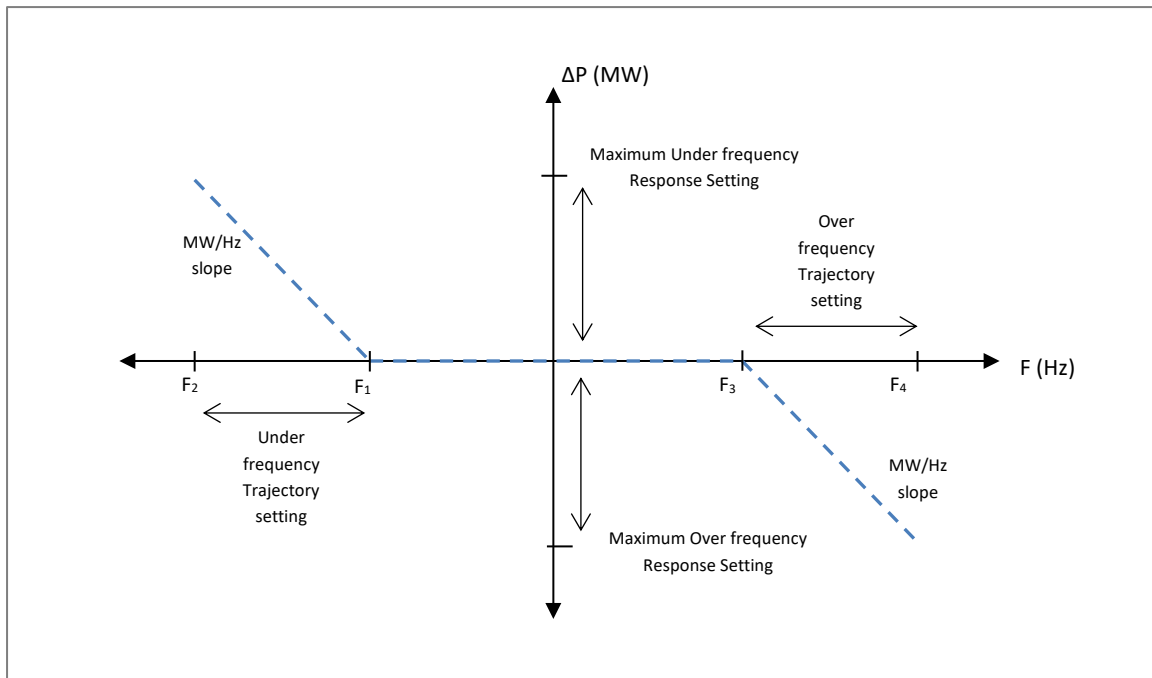 ΔP (MW)
Maximum Under frequency
Response Setting
MW/Hz
slope
Over
frequency
Trajectory
setting
F₂
F₁
F₃
F₄
F (Hz)
Under
frequency
Trajectory
setting
MW/Hz
slope
Maximum Over frequency
Response Setting